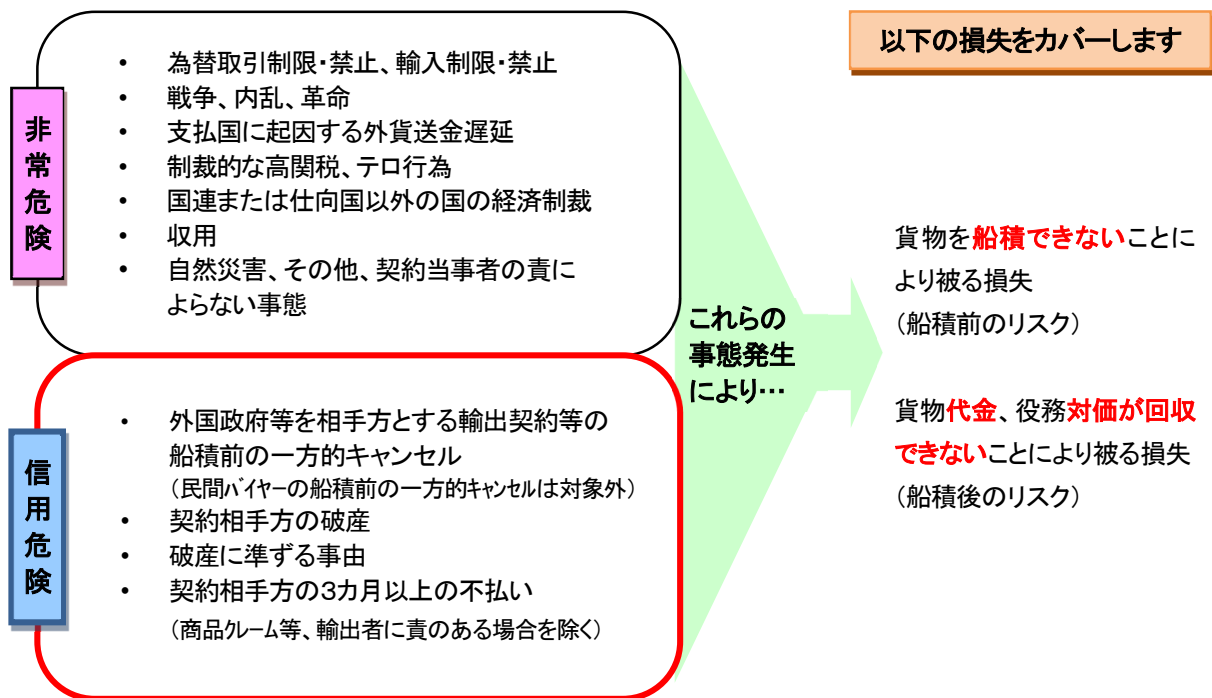 非常危険
・ 為替取引制限・禁止、輸入制限・禁止
・ 戦争、内乱、革命
・ 支払国に起因する外貨送金遅延
・ 制裁的な高関税、テロ行為
・ 国連または仕向国以外の国の経済制裁
・ 収用
・ 自然災害、その他、契約当事者の責に
よらない事態
信用危険
・ 外国政府等を相手方とする輸出契約等の
船積前の一方的キャンセル
（民間ﾊﾞｲﾔｰの船積前の一方的ｷｬﾝｾﾙは対象外）
・ 契約相手方の破産
・ 破産に準ずる事由
・ 契約相手方の３カ月以上の不払い
（商品ｸﾚｰﾑ等、輸出者に責のある場合を除く）
これらの
事態発生
により…
以下の損失をカバーします
貨物を船積できないことに
より被る損失
（船積前のリスク）
貨物代金、役務対価が回収
できないことにより被る損失
（船積後のリスク）